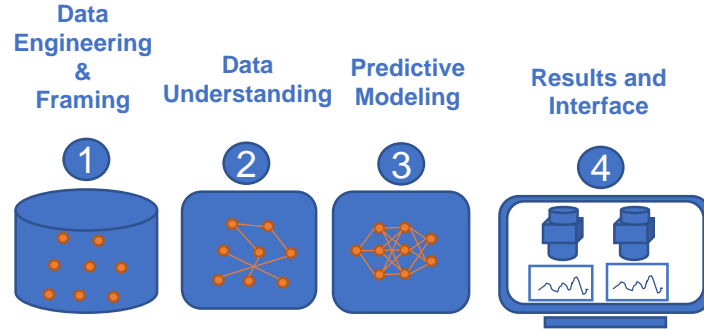 Data
Engineering
&
Framing
Data
Understanding
Predictive
Modeling
Results and
Interface
1
2
3
4